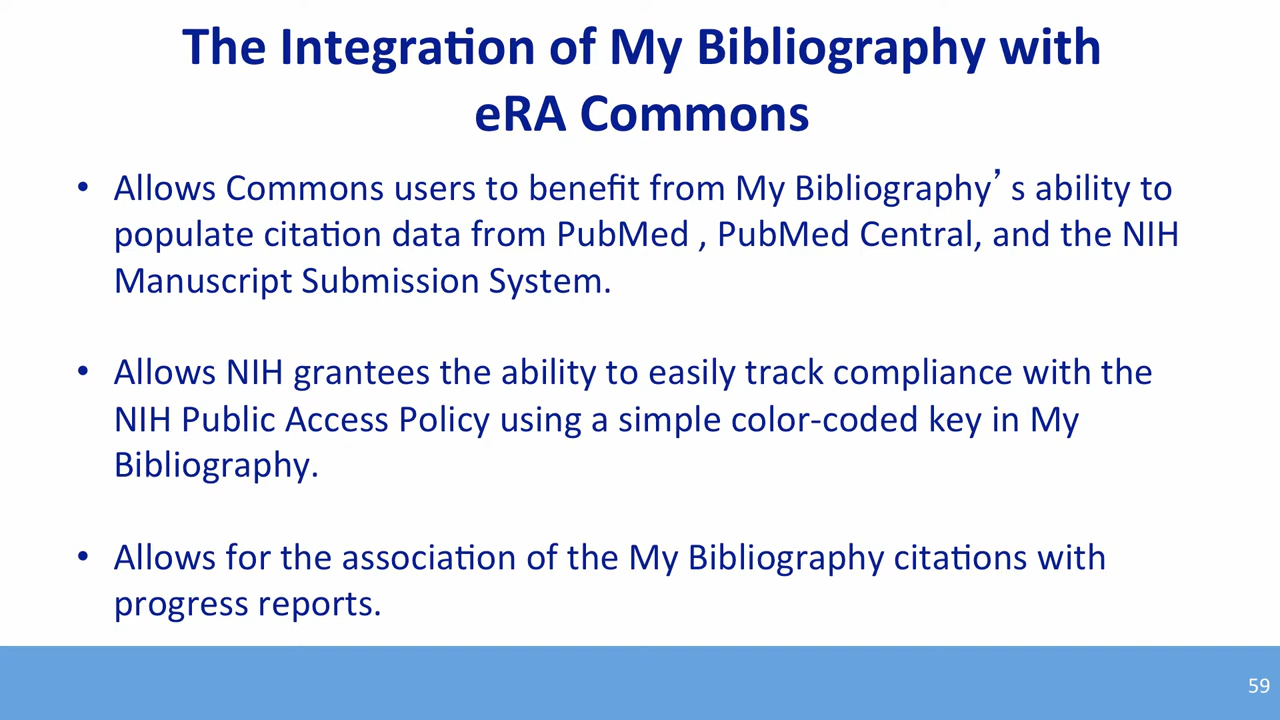 The Integration of My Bibliography with
eRA Commons
• Allows Commons users to benefit from My Bibliography’ s ability to
populate citation data from PubMed , PubMed Central, and the NIH
Manuscript Submission System.
• Allows NIH grantees the ability to easily track compliance with the
NIH Public Access Policy using a simple color-coded key in My
Bibliography.
• Allows for the association of the My Bibliography citations with
progress reports.
59